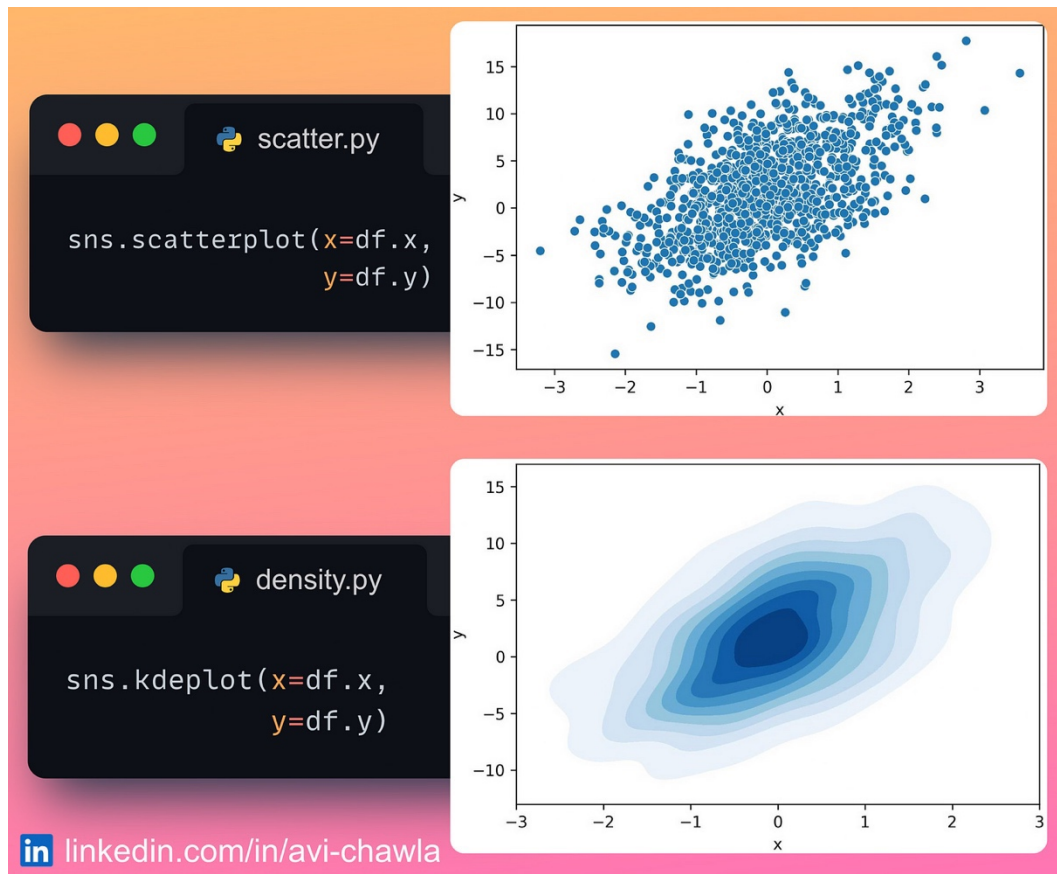 scatter.py
sns.scatterplot(x=df.x,
y=df.y)
15
10
5
0
−5
−10
−15
y
−3 −2 −1 0 1 2 3
x
density.py
sns.kdeplot(x=df.x,
y=df.y)
15
10
5
0
−5
−10
y
−3 −2 −1 0 1 2 3
x
in linkedin.com/in/avi-chawla